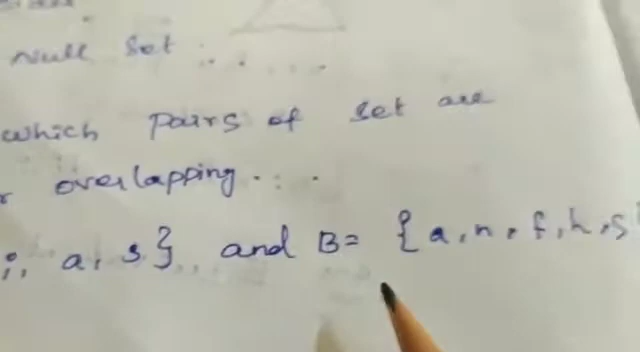 Null Set . . . . .
which pairs of set are
overlapping . . .
i, a, s} and B = {a, n, f, h, s